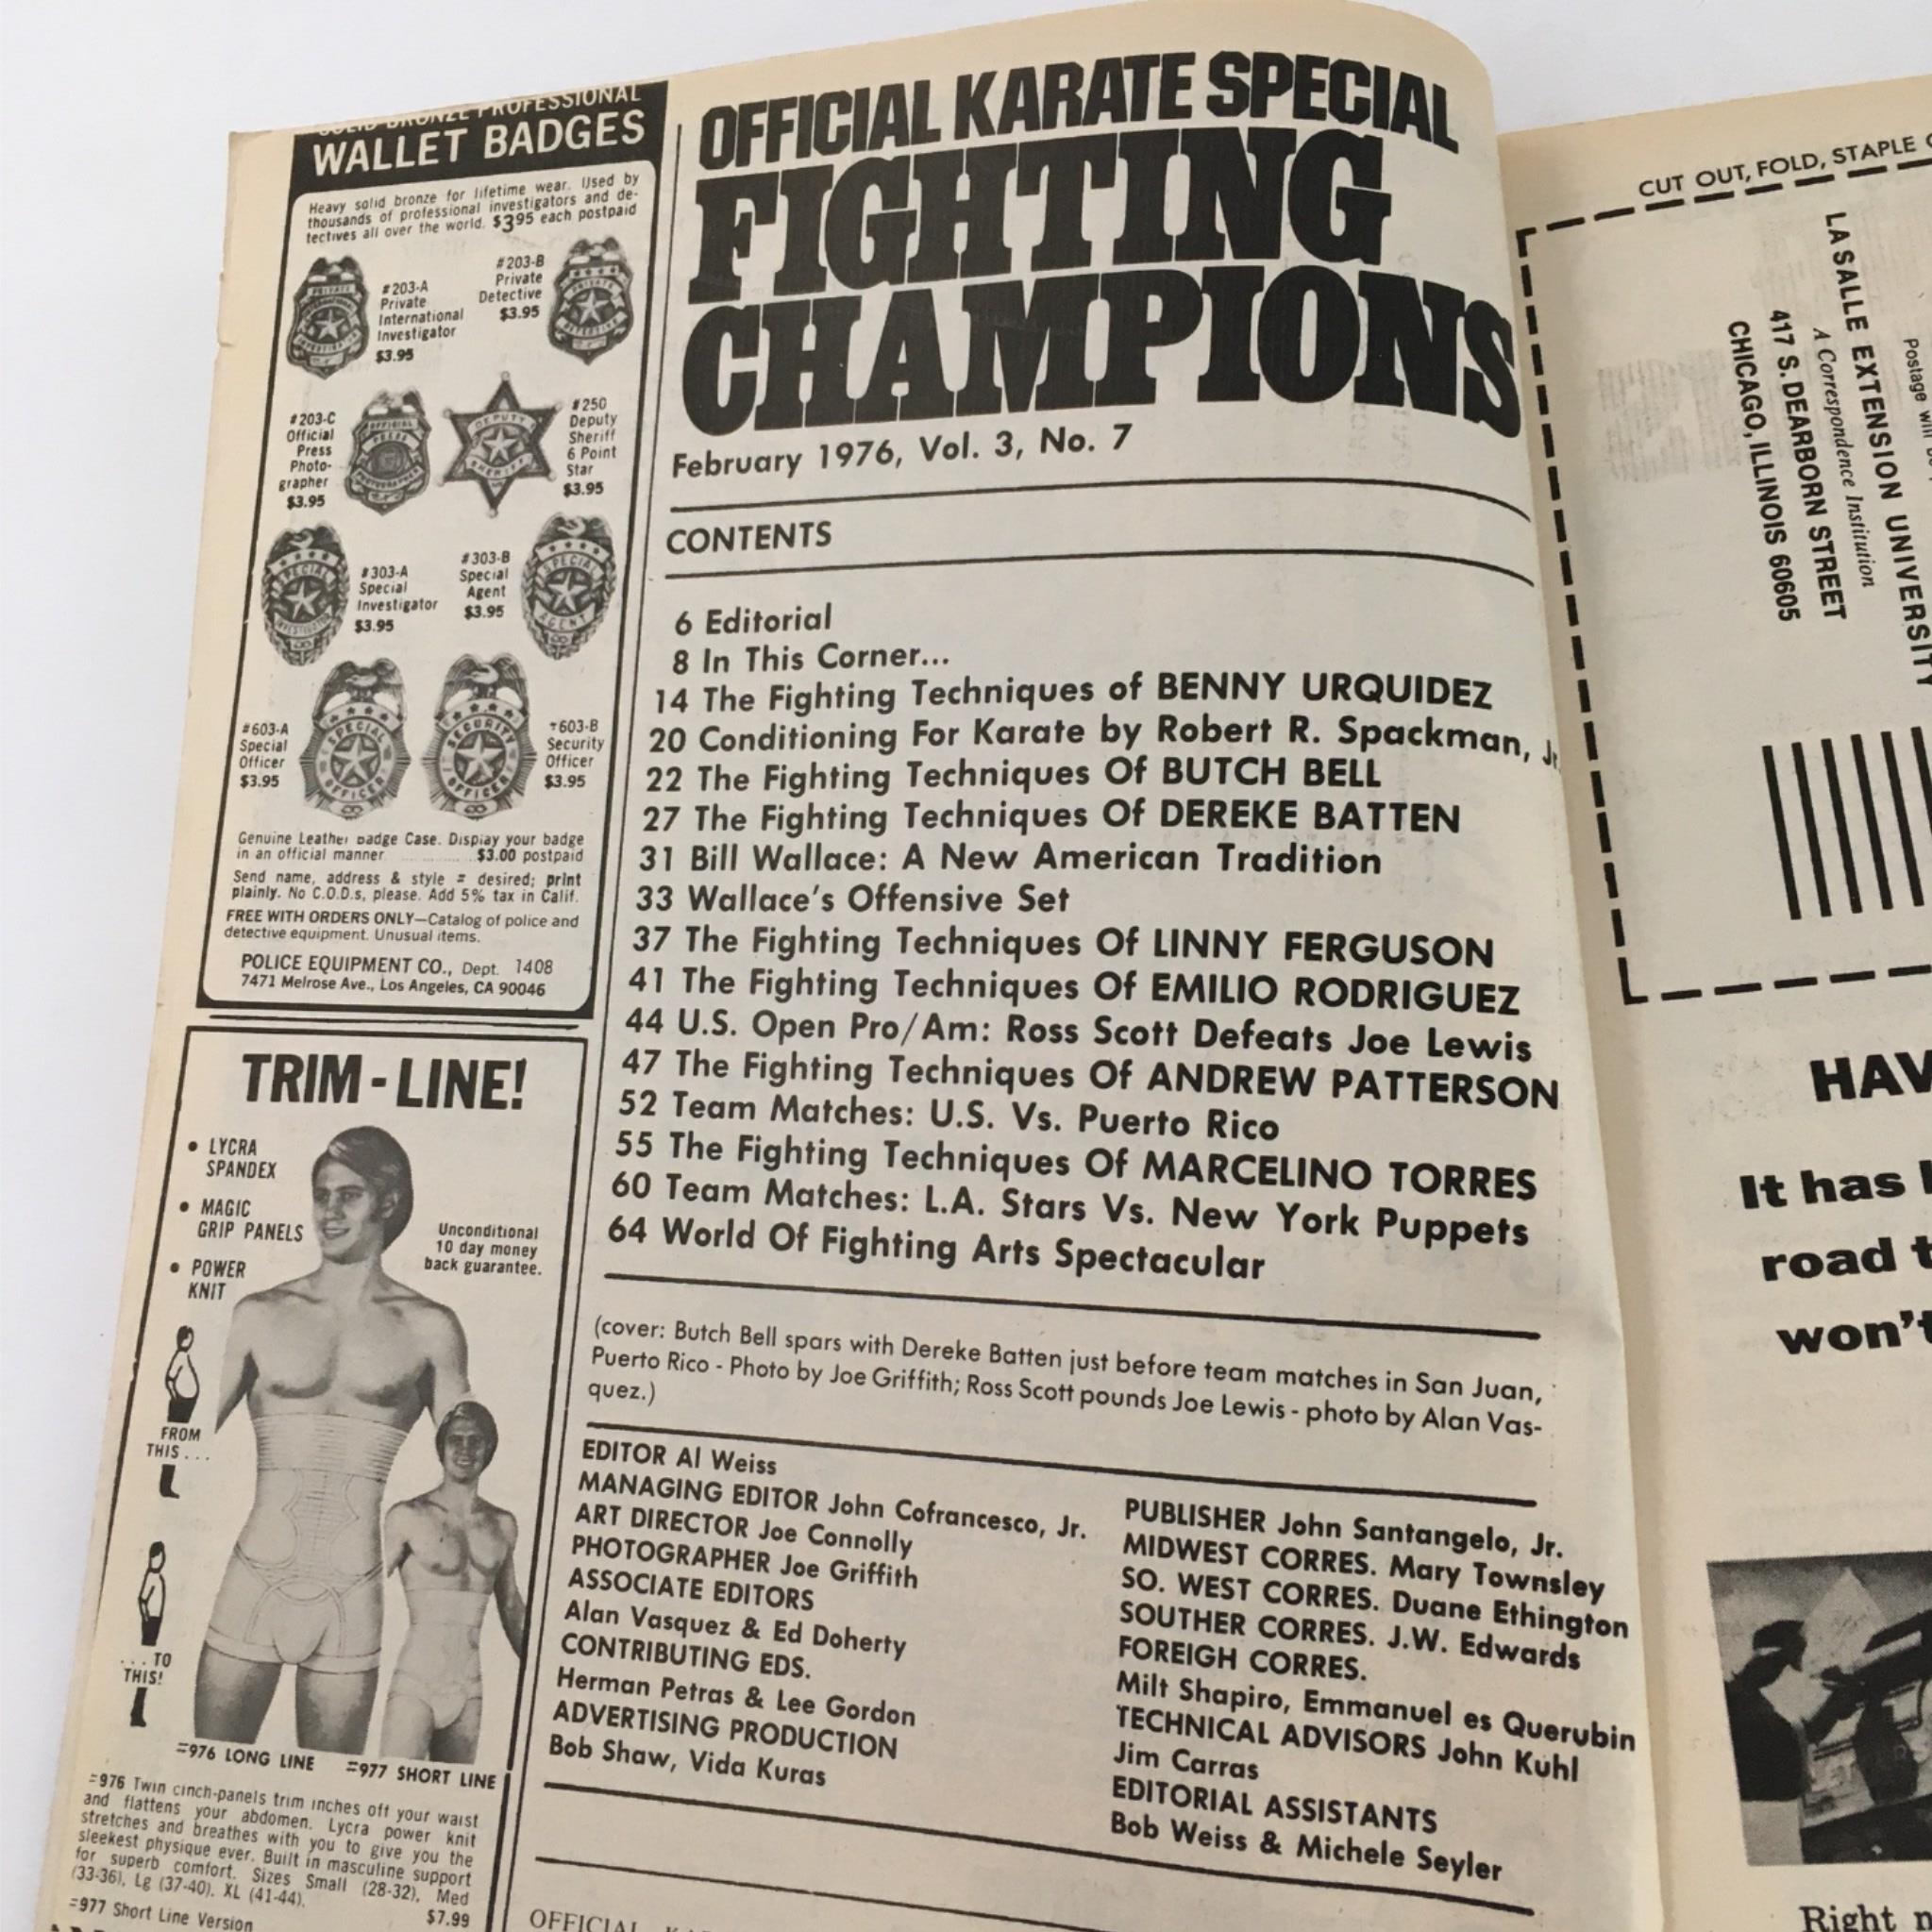 SOLID BRONZE PROFESSIONAL
WALLET BADGES
Heavy solid bronze for lifetime wear. Used by
thousands of professional investigators and de-
tectives all over the world. $3.95 each postpaid
#203-A
Private
International
Investigator
$3.95
#203-B
Private
Detective
$3.95
#203-C
Official
Press
Photo-
grapher
$3.95
DEPUTY
SHERIFF
#250
Deputy
Sheriff
6 Point
Star
$3.95
SPECIAL
#303-A
Special
Investigator
$3.95
#303-B
Special
Agent
$3.95
SPECIAL
AGENT
#603-A
Special
Officer
$3.95
SPECIAL
OFFICER
SECURITY
OFFICER
603-B
Security
Officer
$3.95
Genuine Leather Badge Case. Display your badge
in an official manner ............ $3.00 postpaid
Send name, address & style # desired; print
plainly. No C.O.D.s, please. Add 5% tax in Calif.
FREE WITH ORDERS ONLY—Catalog of police and
detective equipment. Unusual items.
POLICE EQUIPMENT CO., Dept. 1408
7471 Melrose Ave., Los Angeles, CA 90046
TRIM-LINE!
• LYCRA
SPANDEX
• MAGIC
GRIP PANELS
• POWER
KNIT
Unconditional
10 day money
back guarantee.
FROM
THIS...
...TO
THIS!
#976 LONG LINE
#977 SHORT LINE
#976 Twin cinch-panels trim inches off your waist
and flattens your abdomen. Lycra power knit
stretches and breathes with you to give you the
sleekest physique ever. Built in masculine support
for superb comfort. Sizes Small (28-32), Med
(33-36), Lg (37-40), XL (41-44).
$7.99
#977 Short Line Version
OFFICIAL KARATE SPECIAL
FIGHTING
CHAMPIONS
February 1976, Vol. 3, No. 7
CONTENTS
6 Editorial
8 In This Corner...
14 The Fighting Techniques of BENNY URQUIDEZ
20 Conditioning For Karate by Robert R. Spackman, Jr.
22 The Fighting Techniques Of BUTCH BELL
27 The Fighting Techniques Of DEREKE BATTEN
31 Bill Wallace: A New American Tradition
33 Wallace's Offensive Set
37 The Fighting Techniques Of LINNY FERGUSON
41 The Fighting Techniques Of EMILIO RODRIGUEZ
44 U.S. Open Pro/Am: Ross Scott Defeats Joe Lewis
47 The Fighting Techniques Of ANDREW PATTERSON
52 Team Matches: U.S. Vs. Puerto Rico
55 The Fighting Techniques Of MARCELINO TORRES
60 Team Matches: L.A. Stars Vs. New York Puppets
64 World Of Fighting Arts Spectacular
(cover: Butch Bell spars with Dereke Batten just before team matches in San Juan,
Puerto Rico - Photo by Joe Griffith; Ross Scott pounds Joe Lewis - photo by Alan Vas-
quez.)
EDITOR Al Weiss
MANAGING EDITOR John Cofrancesco, Jr.
ART DIRECTOR Joe Connolly
PHOTOGRAPHER Joe Griffith
ASSOCIATE EDITORS
Alan Vasquez & Ed Doherty
CONTRIBUTING EDS.
Herman Petras & Lee Gordon
ADVERTISING PRODUCTION
Bob Shaw, Vida Kuras
PUBLISHER John Santangelo, Jr.
MIDWEST CORRES. Mary Townsley
SO. WEST CORRES. Duane Ethington
SOUTHER CORRES. J.W. Edwards
FOREIGH CORRES.
Milt Shapiro, Emmanuel es Querubin
TECHNICAL ADVISORS John Kuhl
Jim Carras
EDITORIAL ASSISTANTS
Bob Weiss & Michele Seyler
OFFICIAL
CUT OUT, FOLD, STAPLE
Postage will
LA SALLE EXTENSION UNIVERSITY
A Correspondence Institution
417 S. DEARBORN STREET
CHICAGO, ILLINOIS 60605
HAV
It has
road
won't
Right